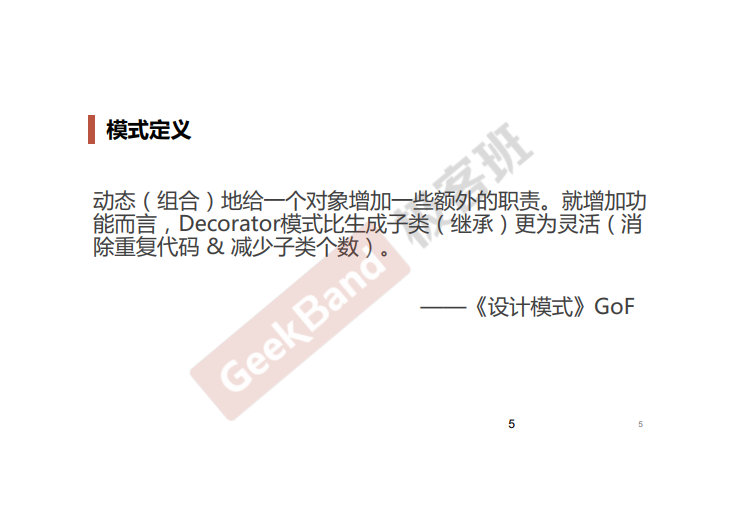 模式定义
动态（组合）地给一个对象增加一些额外的职责。就增加功
能而言，Decorator模式比生成子类（继承）更为灵活（消
除重复代码 & 减少子类个数）。
——《设计模式》GoF
GeekBand 极客班
5
5